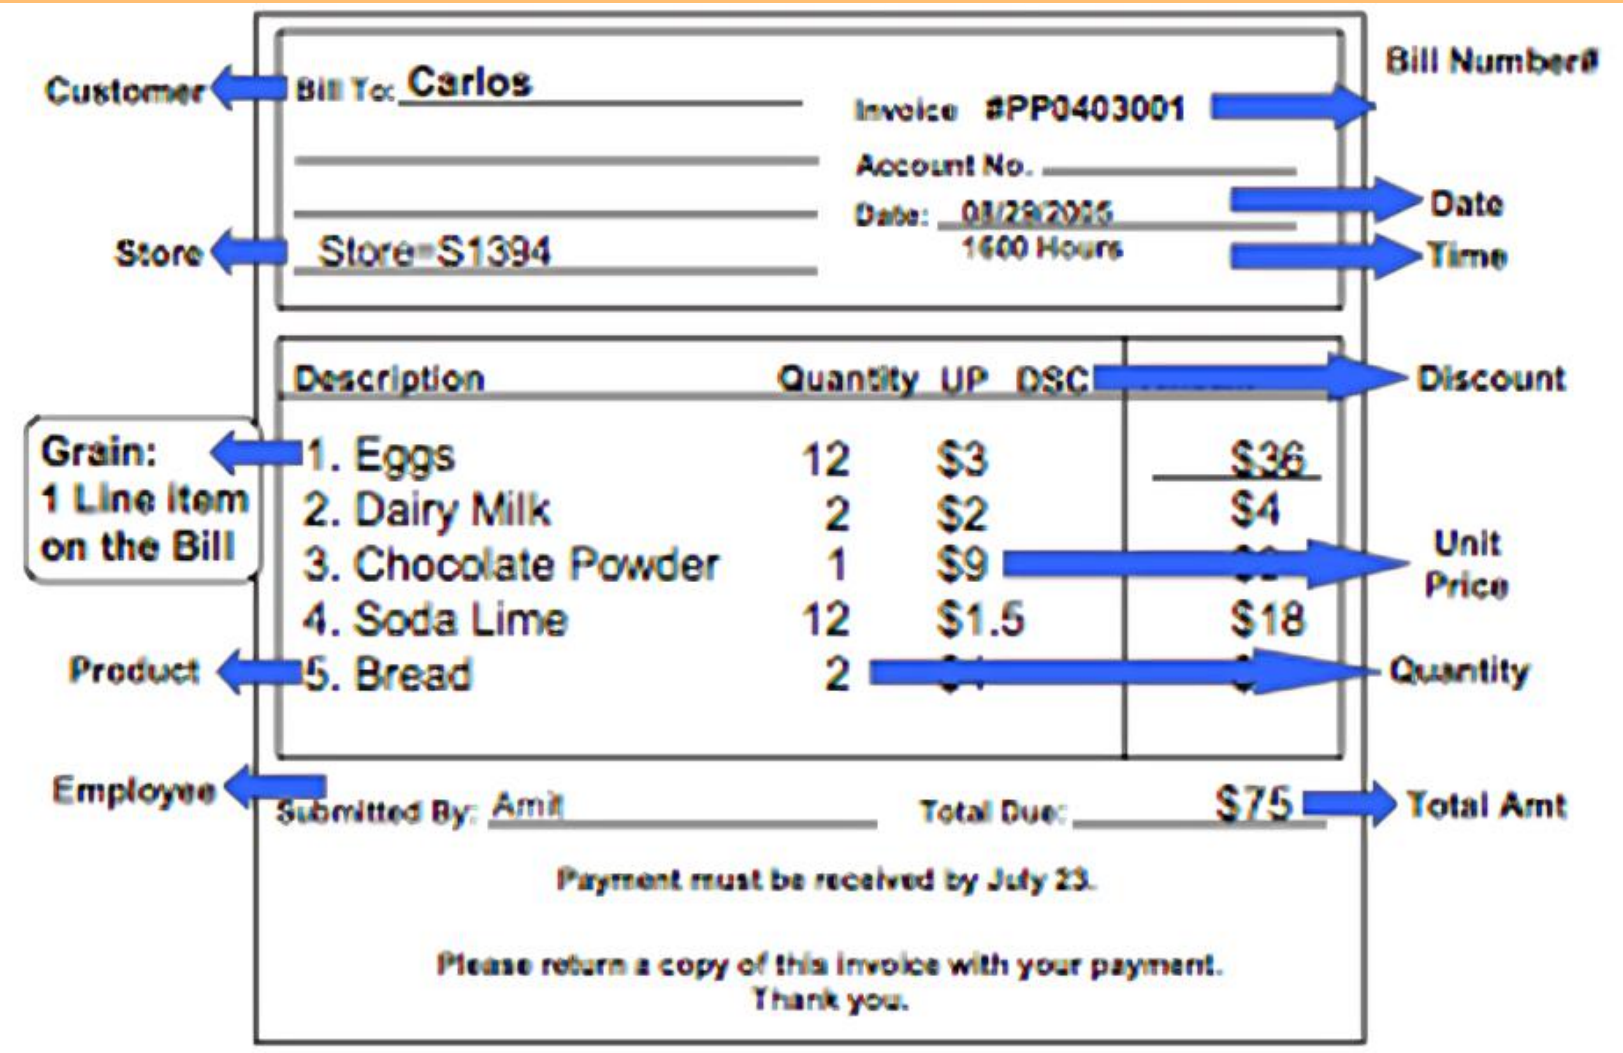 Bill Number#
Customer
Bill To: Carlos
Invoice #PP0403001
Account No.
Date: 08/29/2005
Date
Store
Store=S1394
1600 Hours
Time
Description Quantity UP DSC
Discount
Grain:
1 Line item
on the Bill
1. Eggs 12 $3 $36
2. Dairy Milk 2 $2 $4
3. Chocolate Powder 1 $9
Unit
Price
4. Soda Lime 12 $1.5 $18
Product
5. Bread 2
Quantity
Employee
Submitted By: Amit
Total Due: $75
Total Amt
Payment must be received by July 23.
Please return a copy of this invoice with your payment.
Thank you.